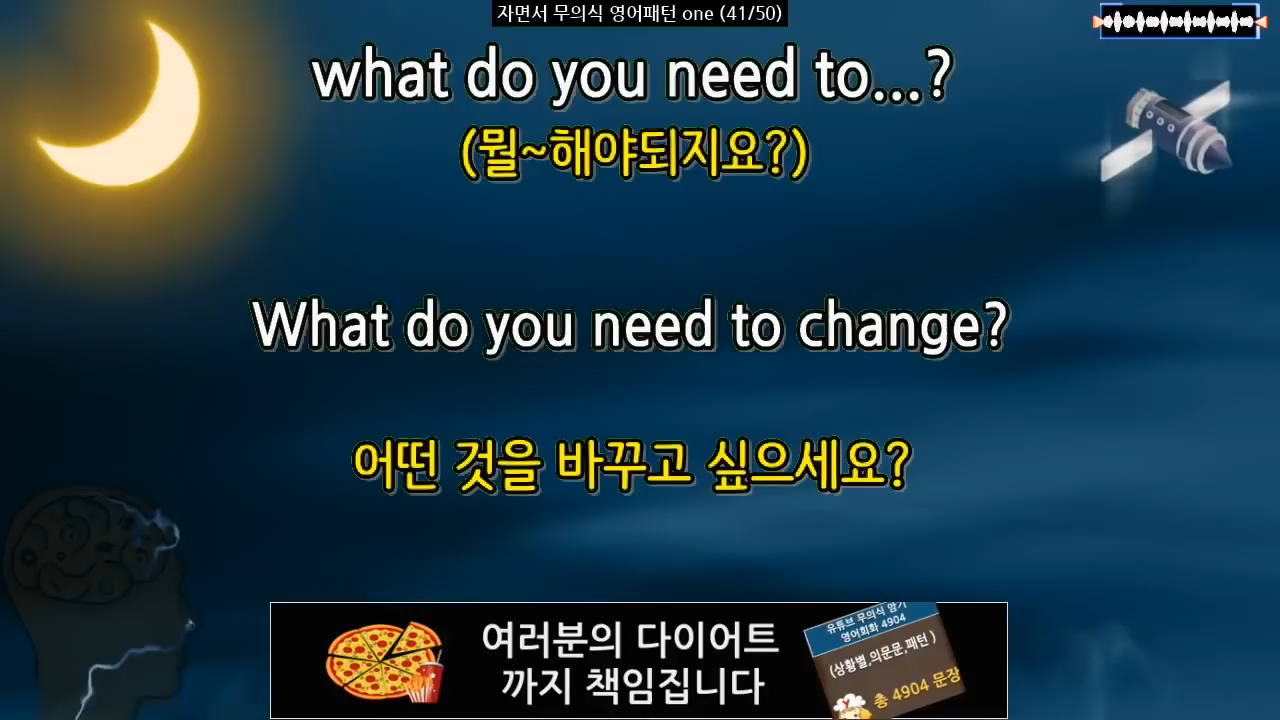 자면서 무의식 영어패턴 one (41/50)
what do you need to...?
(뭘~해야되지요?)
What do you need to change?
어떤 것을 바꾸고 싶으세요?
여러분의 다이어트
까지 책임집니다
유튜브 무의식 암기
영어회화 4904
(상황별,의문문,패턴 )
총 4904 문장